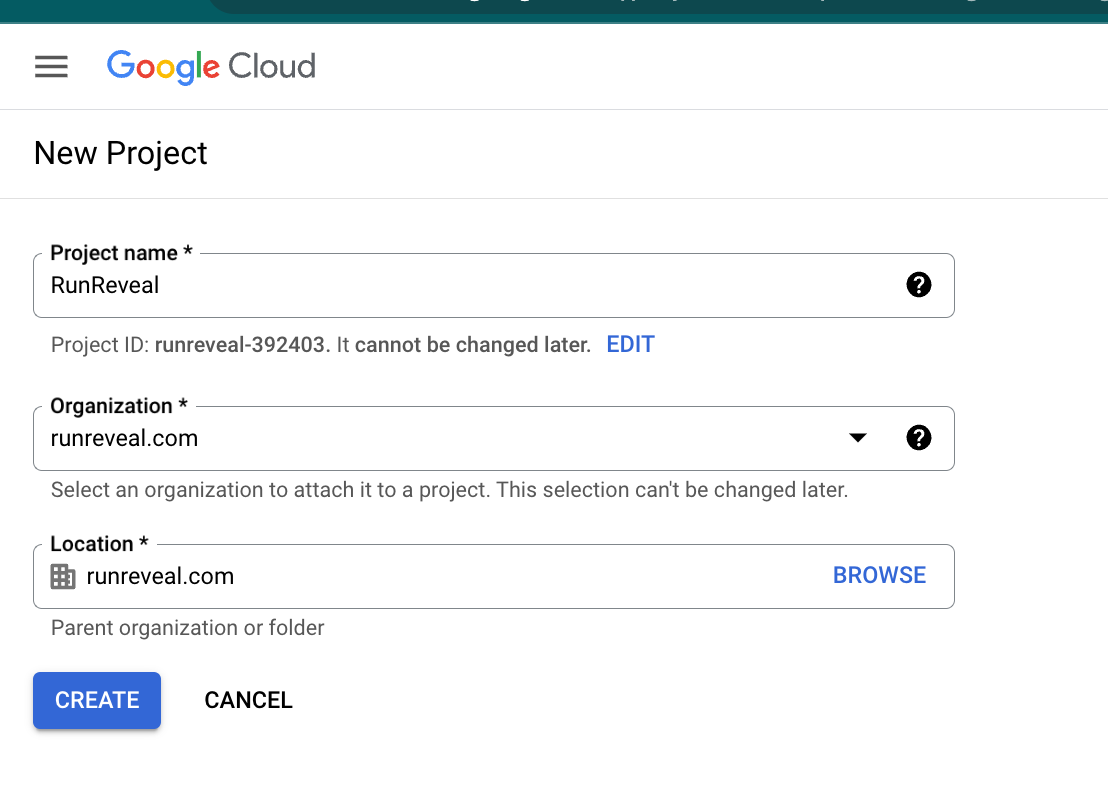 Google Cloud
New Project
Project name *
RunReveal
Project ID: runreveal-392403. It cannot be changed later. EDIT
Organization *
runreveal.com
Select an organization to attach it to a project. This selection can't be changed later.
Location *
runreveal.com BROWSE
Parent organization or folder
CREATE CANCEL